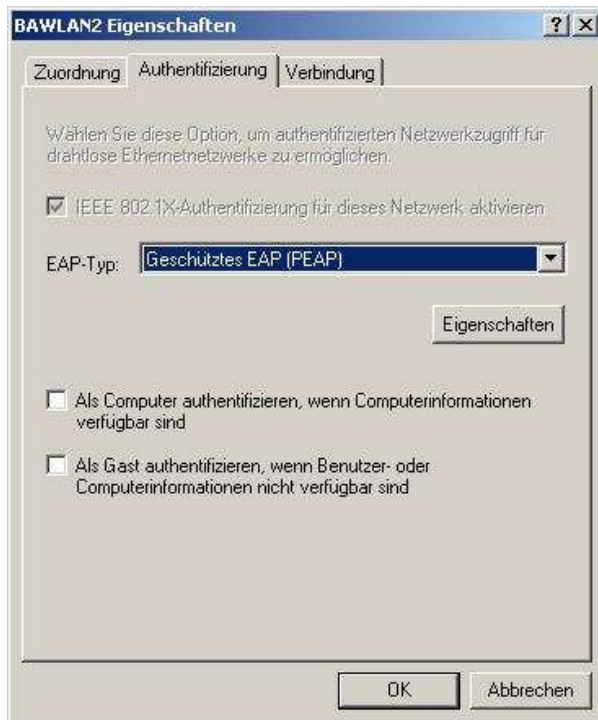 BAWLAN2 Eigenschaften
Zuordnung Authentifizierung Verbindung
Wählen Sie diese Option, um authentifizierten Netzwerkzugriff für
drahtlose Ethernetnetzwerke zu ermöglichen.
IEEE 802.1X-Authentifizierung für dieses Netzwerk aktivieren
EAP-Typ: Geschütztes EAP (PEAP)
Eigenschaften
Als Computer authentifizieren, wenn Computerinformationen
verfügbar sind
Als Gast authentifizieren, wenn Benutzer- oder
Computerinformationen nicht verfügbar sind
OK Abbrechen